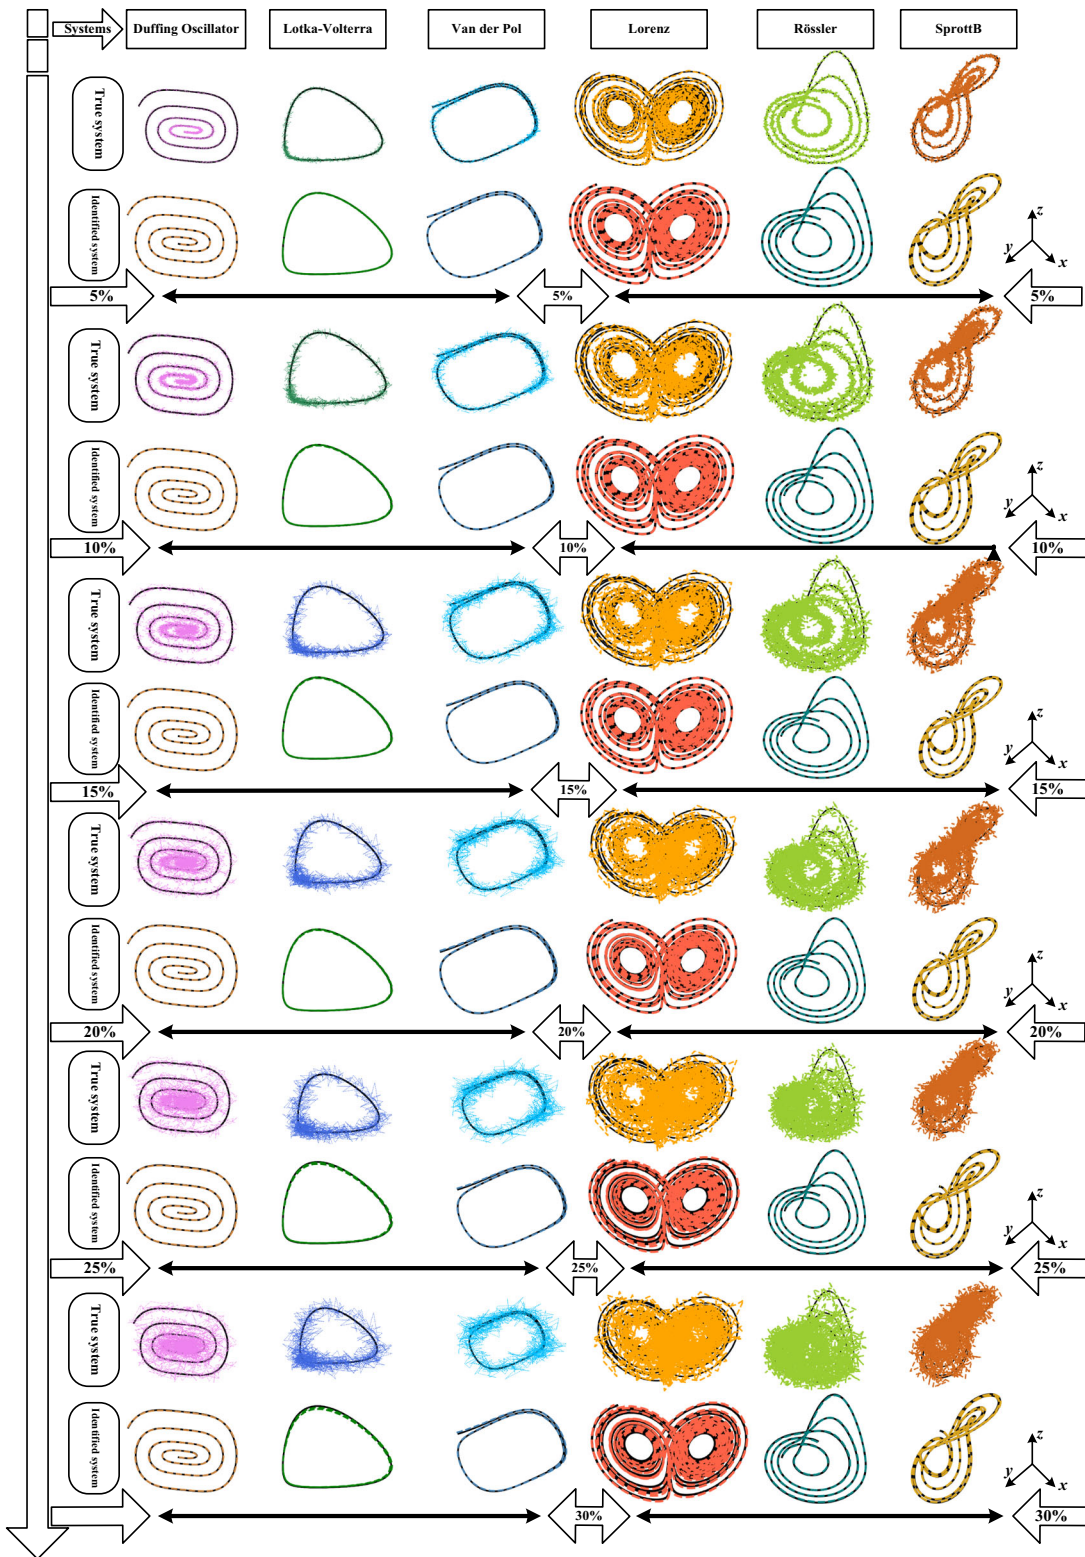 Systems Duffing Oscillator Lotka-Volterra Van der Pol Lorenz Rössler SprottB
True system
Identified system
z
y
x
5% 5% 5%
True system
Identified system
z
y
x
10% 10% 10%
True system
Identified system
z
y
x
15% 15% 15%
True system
Identified system
z
y
x
20% 20% 20%
True system
Identified system
z
y
x
25% 25% 25%
True system
Identified system
z
y
x
30% 30%